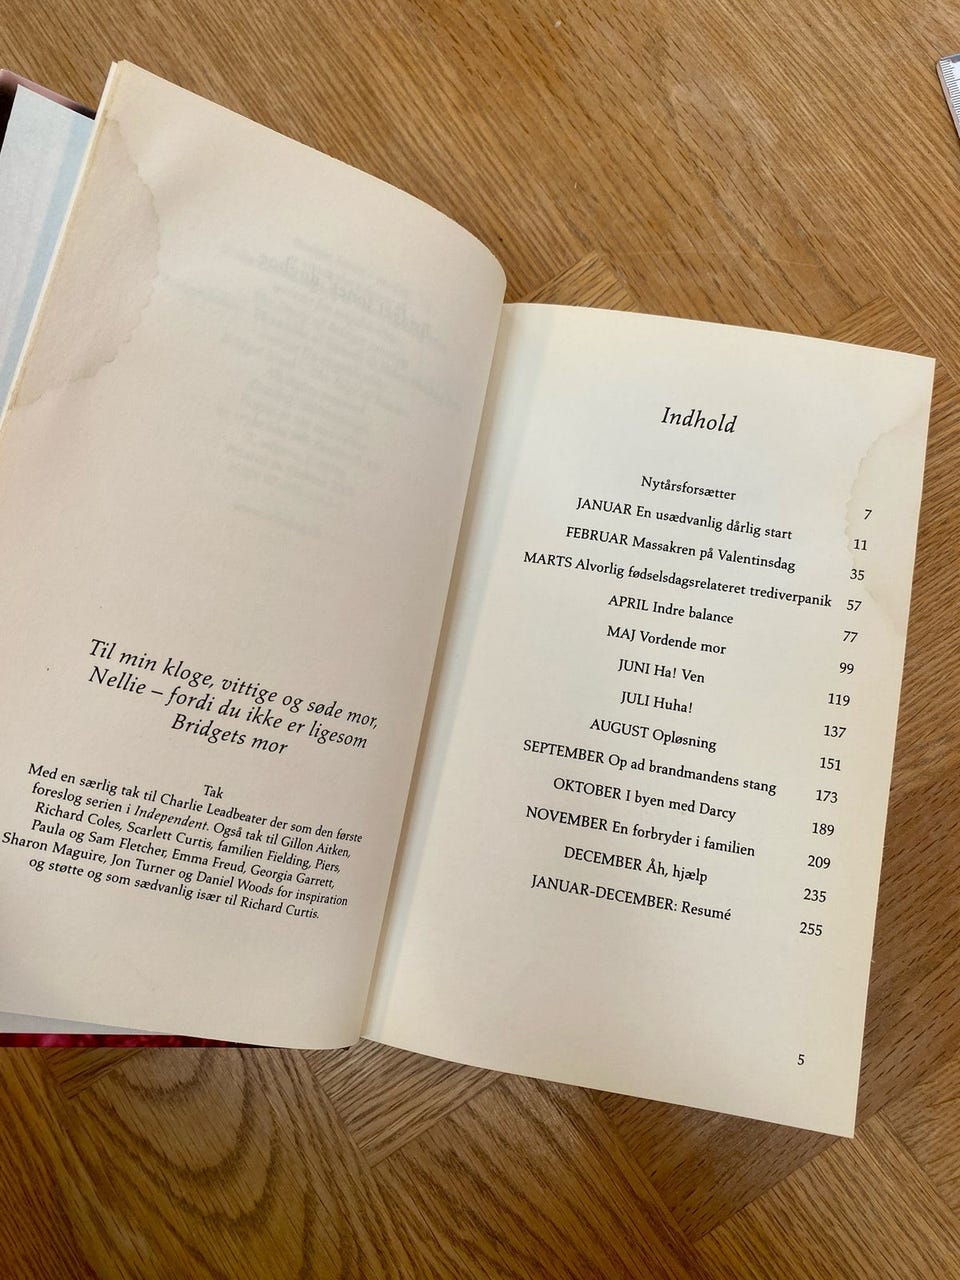 Til min kloge, vittige og søde mor,
Nellie – fordi du ikke er ligesom
Bridgets mor
Tak
Med en særlig tak til Charlie Leadbeater der som den første
foreslog serien i Independent. Også tak til Gillon Aitken,
Richard Coles, Scarlett Curtis, familien Fielding, Piers,
Paula og Sam Fletcher, Emma Freud, Georgia Garrett,
Sharon Maguire, Jon Turner og Daniel Woods for inspiration
og støtte og som sædvanlig især til Richard Curtis.
Indhold
Nytårsforsætter 7
JANUAR En usædvanlig dårlig start 11
FEBRUAR Massakren på Valentinsdag 35
MARTS Alvorlig fødselsdagsrelateret trediverpanik 57
APRIL Indre balance 77
MAJ Vordende mor 99
JUNI Ha! Ven 119
JULI Huha! 137
AUGUST Opløsning 151
SEPTEMBER Op ad brandmandens stang 173
OKTOBER I byen med Darcy 189
NOVEMBER En forbryder i familien 209
DECEMBER Åh, hjælp 235
JANUAR-DECEMBER: Resumé 255
5